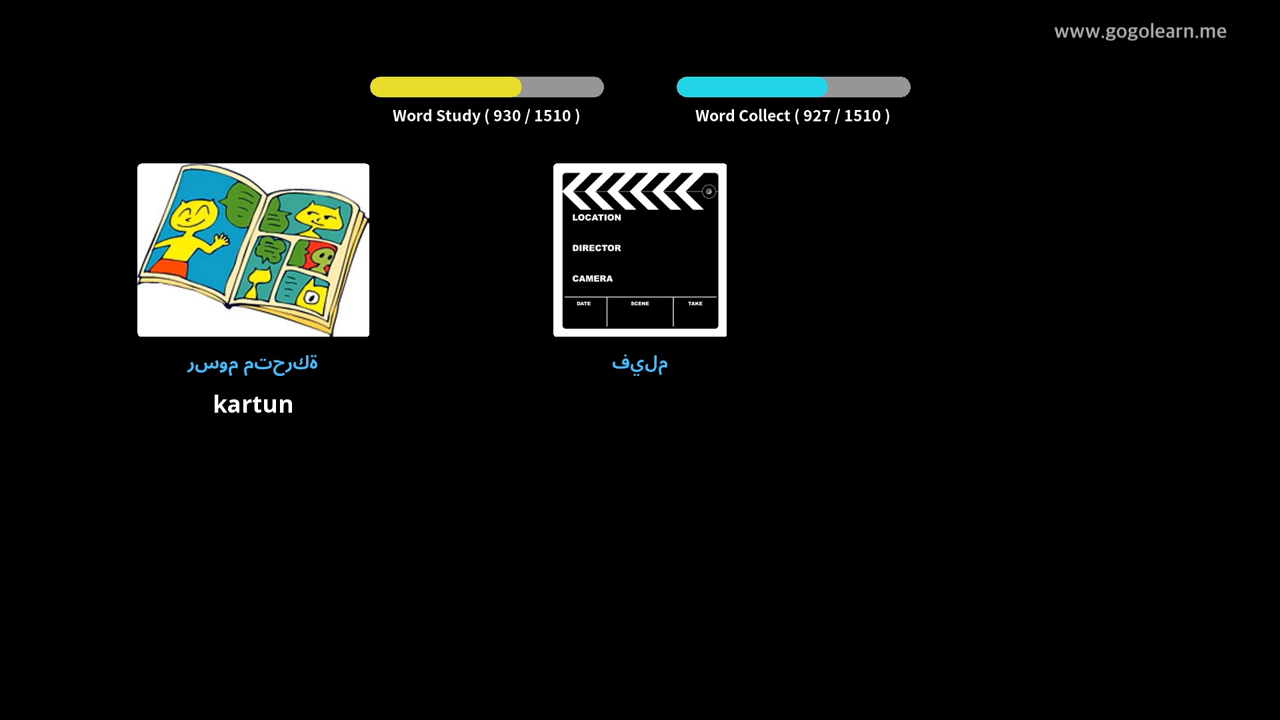 www.gogolearn.me
Word Study ( 930 / 1510 )
Word Collect ( 927 / 1510 )
LOCATION
DIRECTOR
CAMERA
DATE
SCENE
TAKE
رسوم متحركة
فيلم
kartun